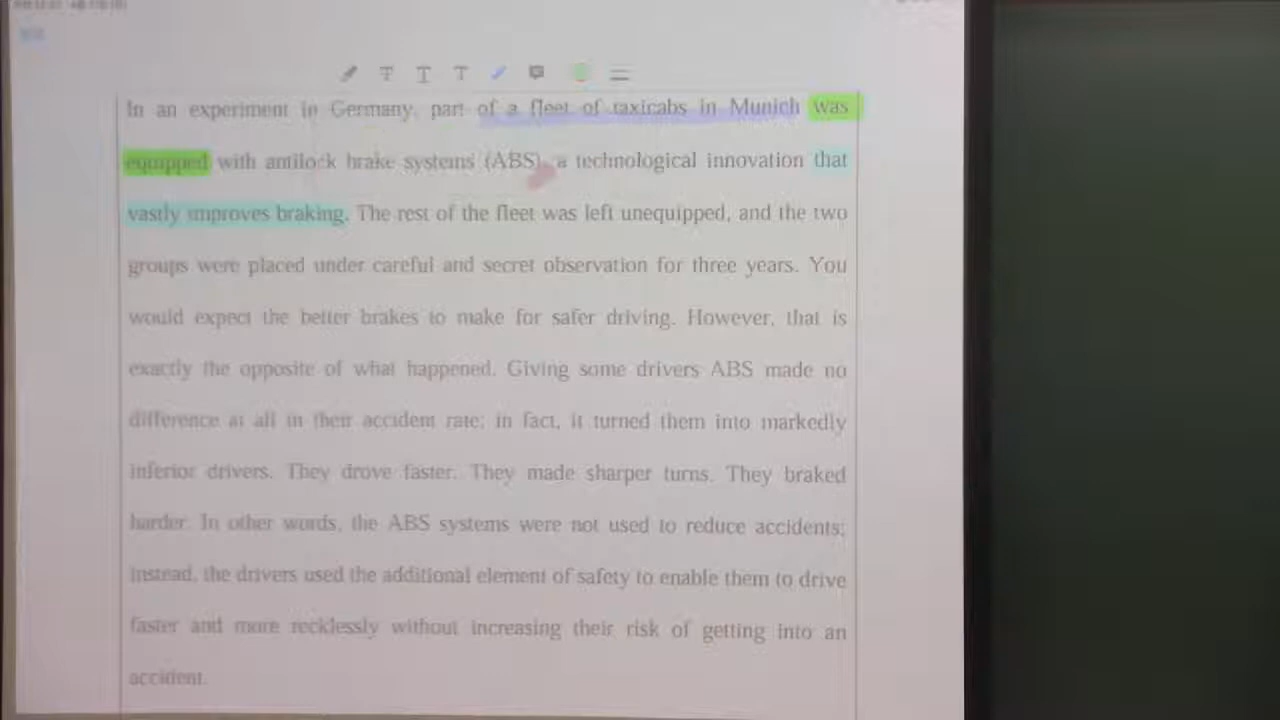 In an experiment in Germany, part of a fleet of taxicabs in Munich was
equipped with antilock brake systems (ABS), a technological innovation that
vastly improves braking. The rest of the fleet was left unequipped, and the two
groups were placed under careful and secret observation for three years. You
would expect the better brakes to make for safer driving. However, that is
exactly the opposite of what happened. Giving some drivers ABS made no
difference at all in their accident rate; in fact, it turned them into markedly
inferior drivers. They drove faster. They made sharper turns. They braked
harder. In other words, the ABS systems were not used to reduce accidents;
instead, the drivers used the additional element of safety to enable them to drive
faster and more recklessly without increasing their risk of getting into an
accident.